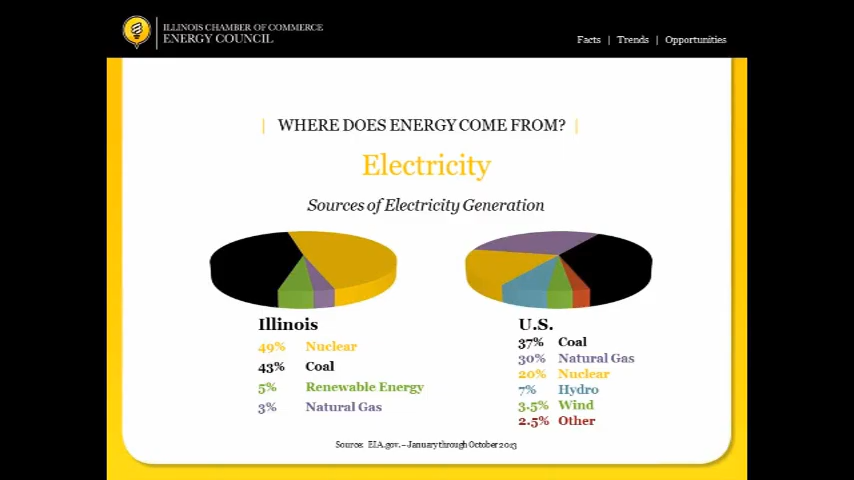 ILLINOIS CHAMBER OF COMMERCE
ENERGY COUNCIL
Facts | Trends | Opportunities
| WHERE DOES ENERGY COME FROM? |
Electricity
Sources of Electricity Generation
Illinois
49% Nuclear
43% Coal
5% Renewable Energy
3% Natural Gas
U.S.
37% Coal
30% Natural Gas
20% Nuclear
7% Hydro
3.5% Wind
2.5% Other
Source: EIA.gov. – January through October 2013